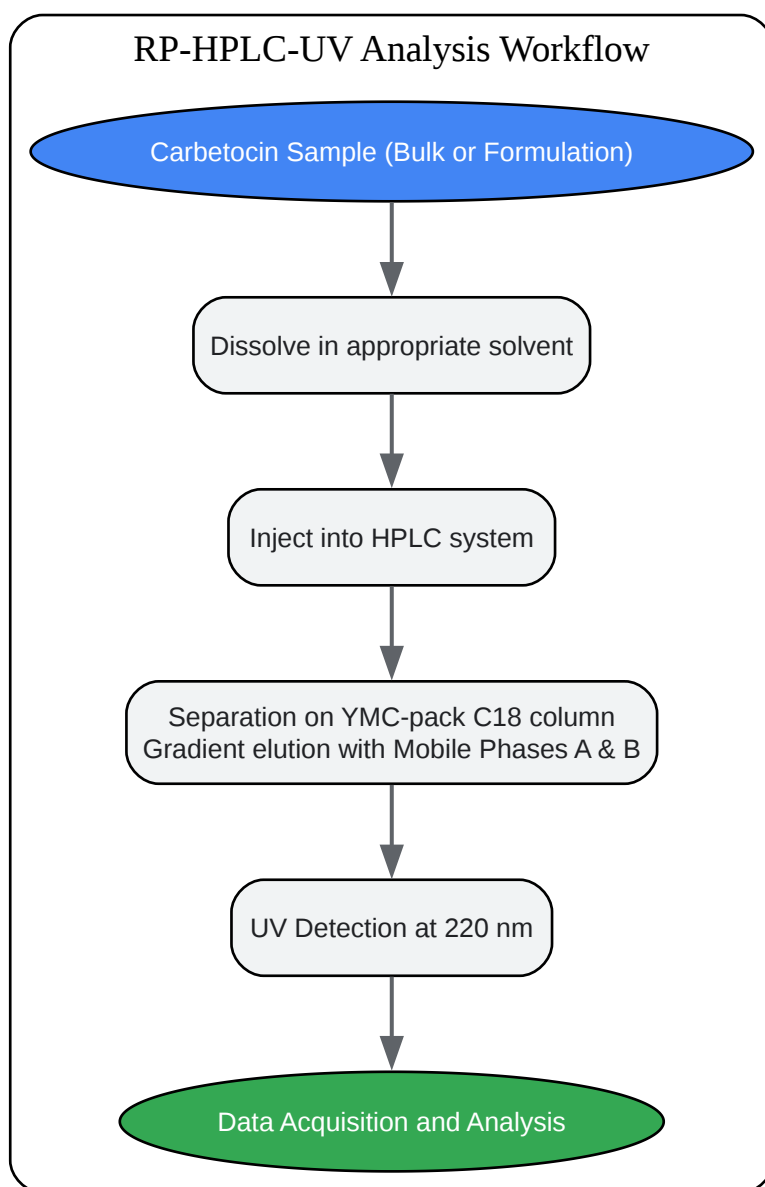 RP-HPLC-UV Analysis Workflow
Carbetocin Sample (Bulk or Formulation)
Dissolve in appropriate solvent
Inject into HPLC system
Separation on YMC-pack C18 column
Gradient elution with Mobile Phases A & B
UV Detection at 220 nm
Data Acquisition and Analysis